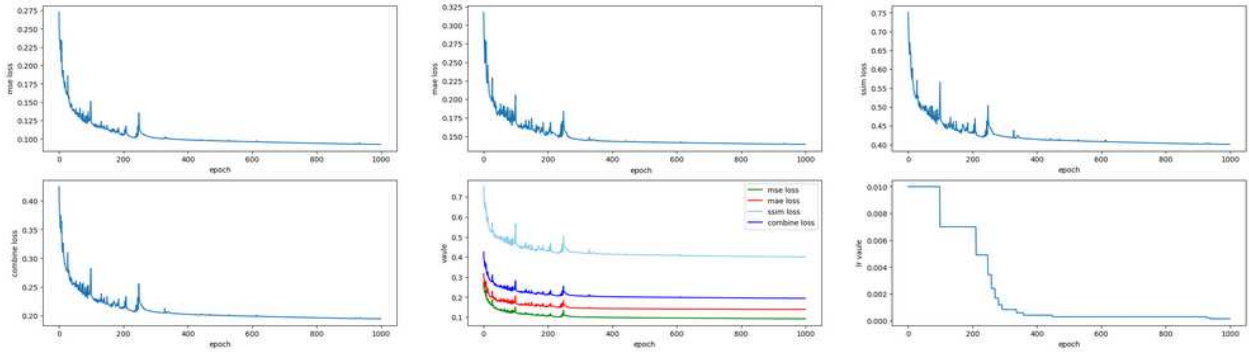 0.275
0.250
0.225
0.200
0.175
0.150
0.125
0.100
mse loss
0 200 400 600 800 1000
epoch
0.325
0.300
0.275
0.250
0.225
0.200
0.175
0.150
mae loss
0 200 400 600 800 1000
epoch
0.75
0.70
0.65
0.60
0.55
0.50
0.45
0.40
ssim loss
0 200 400 600 800 1000
epoch
0.40
0.35
0.30
0.25
0.20
combine loss
0 200 400 600 800 1000
epoch
0.7
0.6
0.5
0.4
0.3
0.2
0.1
vaule
mse loss
mae loss
ssim loss
combine loss
0 200 400 600 800 1000
epoch
0.010
0.008
0.006
0.004
0.002
0.000
lr vaule
0 200 400 600 800 1000
epoch